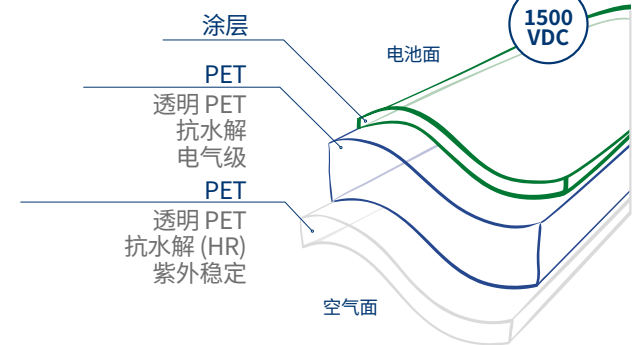 涂层
PET
透明 PET
抗水解
电气级
PET
透明 PET
抗水解 (HR)
紫外稳定
电池面
1500
VDC
空气面